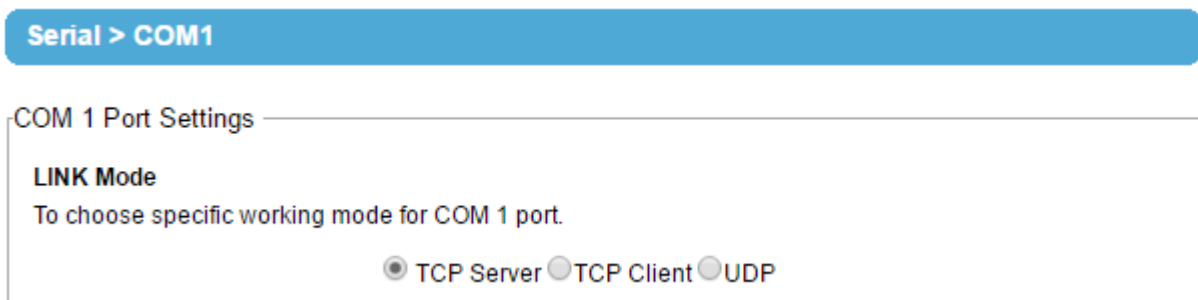 Serial > COM1
COM 1 Port Settings
LINK Mode
To choose specific working mode for COM 1 port.
TCP Server TCP Client UDP